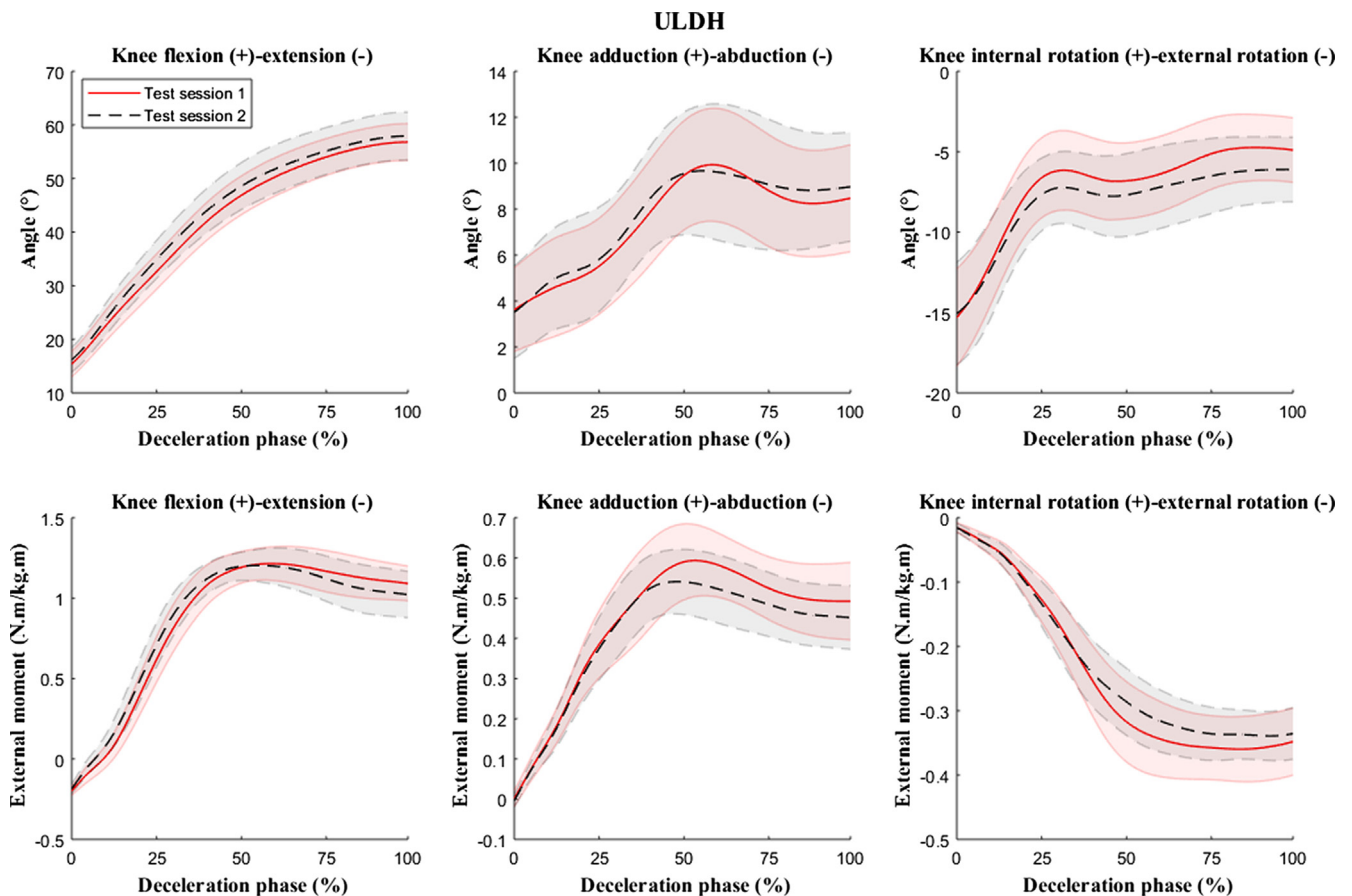 ULDH
Knee flexion (+)-extension (-)
70
60
50
40
30
20
10
Angle (°)
Test session 1
Test session 2
0 25 50 75 100
Deceleration phase (%)
Knee adduction (+)-abduction (-)
14
12
10
8
6
4
2
0
Angle (°)
0 25 50 75 100
Deceleration phase (%)
Knee internal rotation (+)-external rotation (-)
0
-5
-10
-15
-20
Angle (°)
0 25 50 75 100
Deceleration phase (%)
Knee flexion (+)-extension (-)
1.5
1
0.5
0
-0.5
External moment (N.m/kg.m)
0 25 50 75 100
Deceleration phase (%)
Knee adduction (+)-abduction (-)
0.7
0.6
0.5
0.4
0.3
0.2
0.1
0
-0.1
External moment (N.m/kg.m)
0 25 50 75 100
Deceleration phase (%)
Knee internal rotation (+)-external rotation (-)
0
-0.1
-0.2
-0.3
-0.4
-0.5
External moment (N.m/kg.m)
0 25 50 75 100
Deceleration phase (%)